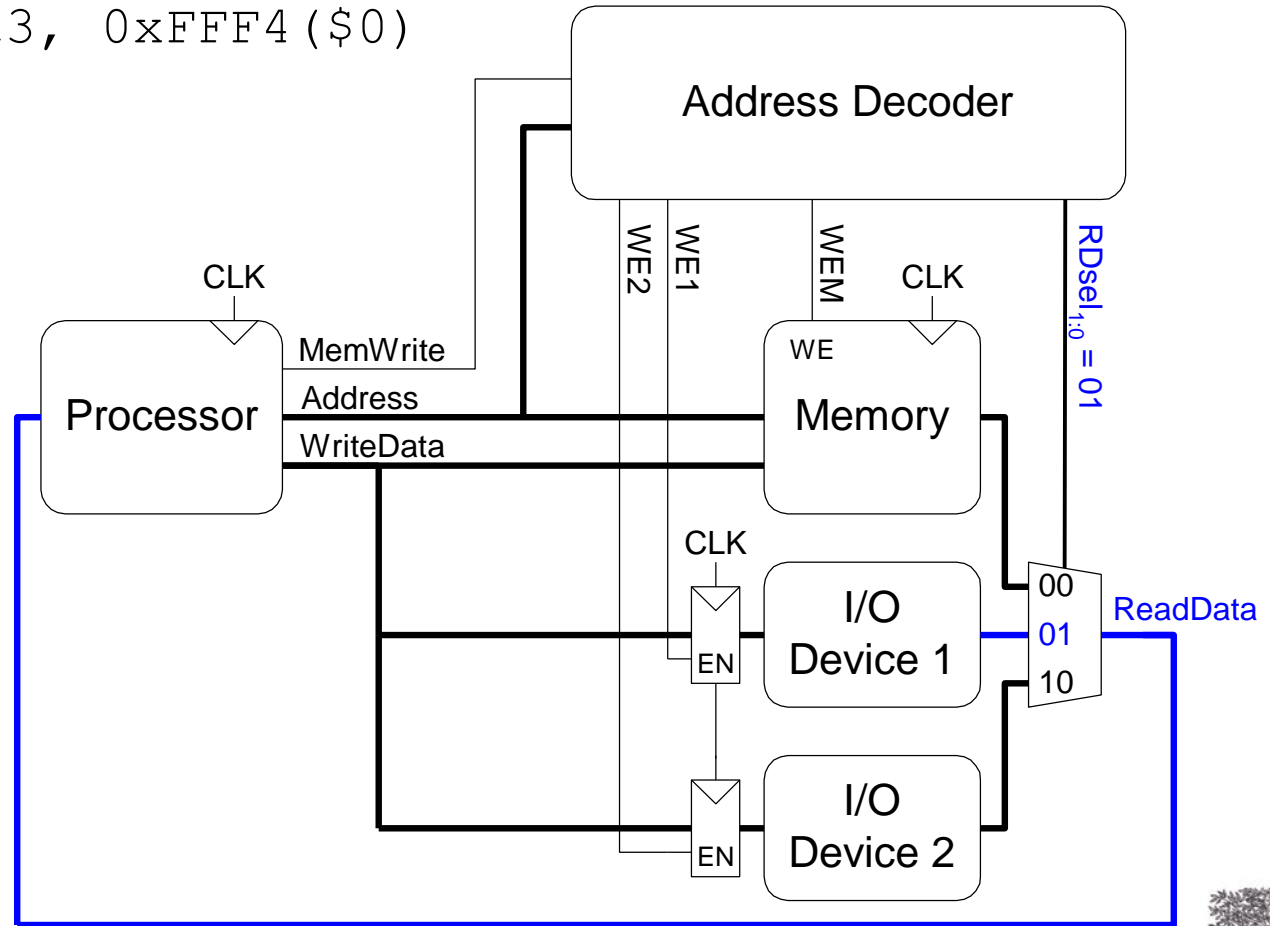 3, 0xFFF4($0)
Address Decoder
WE2
WE1
WEM
RDsel1:0 = 01
CLK
CLK
MemWrite
Address
WriteData
Processor
WE
Memory
CLK
EN
I/O
Device 1
00
01
10
ReadData
EN
I/O
Device 2